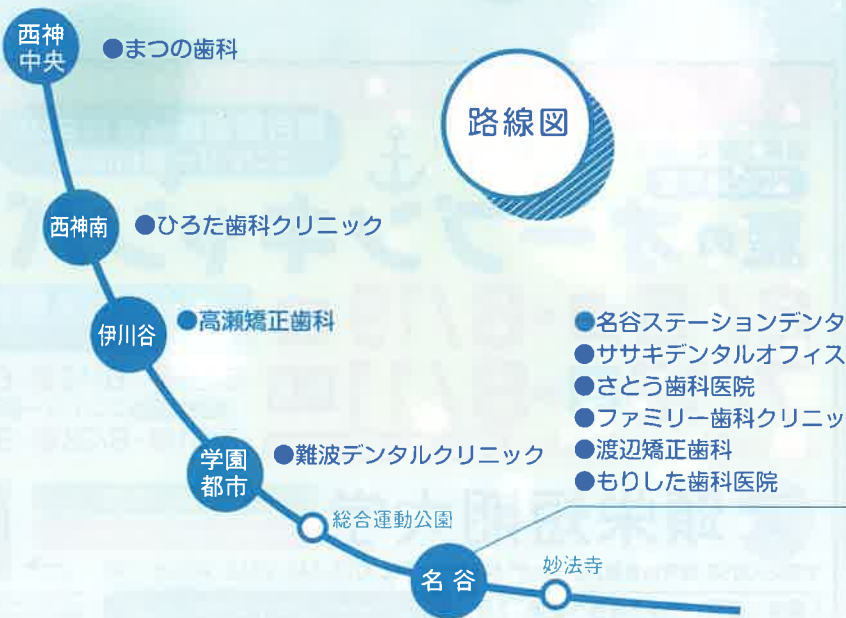 西神
中央
●まつの歯科
路線図
西神南
●ひろた歯科クリニック
伊川谷
●高瀬矯正歯科
●名谷ステーションデンタ
●ササキデンタルオフィス
●さとう歯科医院
●ファミリー歯科クリニッ
●渡辺矯正歯科
●もりした歯科医院
学園
都市
●難波デンタルクリニック
総合運動公園
名谷
妙法寺